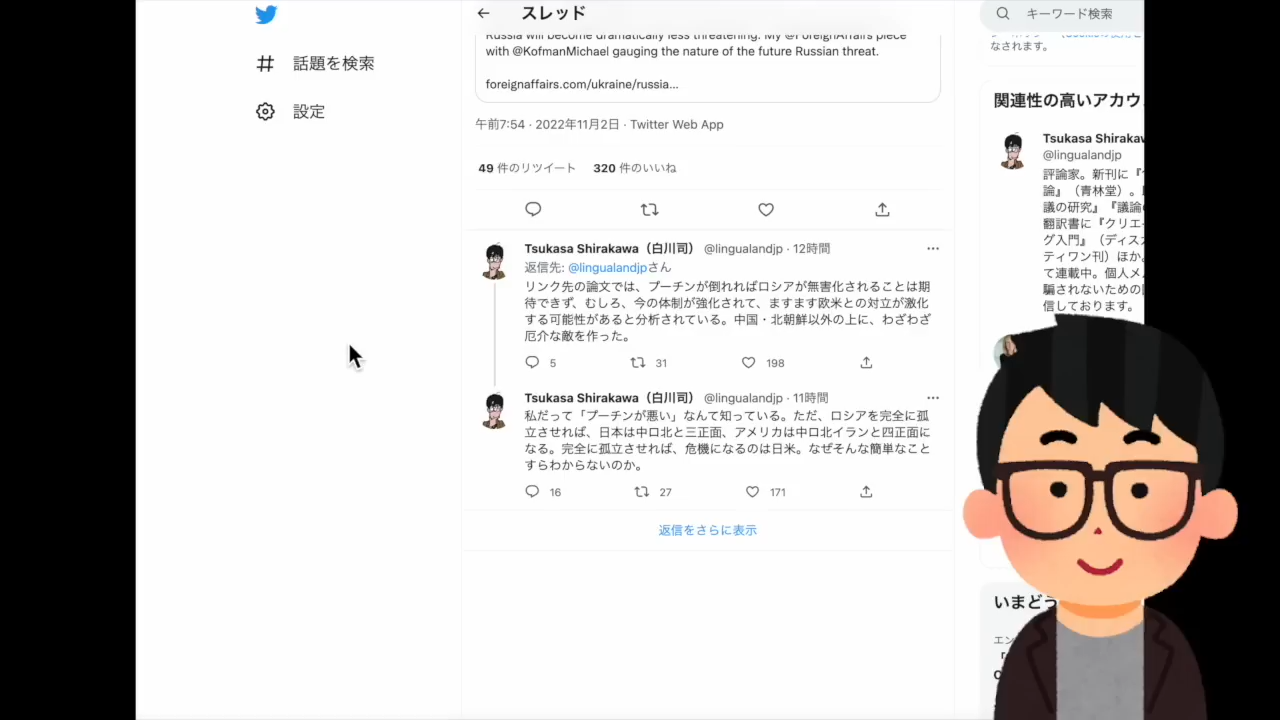 スレッド
キーワード検索
話題を検索
設定
Russia will become dramatically less threatening. My @ForeignAffairs piece
with @KofmanMichael gauging the nature of the future Russian threat.
foreignaffairs.com/ukraine/russia...
午前7:54 · 2022年11月2日 · Twitter Web App
49 件のリツイート 320 件のいいね
Tsukasa Shirakawa（白川司） @lingualandjp · 12時間
返信先: @lingualandjpさん
リンク先の論文では、プーチンが倒れればロシアが無害化されることは期
待できず、むしろ、今の体制が強化されて、ますます欧米との対立が激化
する可能性があると分析されている。中国・北朝鮮以外の上に、わざわざ
厄介な敵を作った。
5 31 198
Tsukasa Shirakawa（白川司） @lingualandjp · 11時間
私だって「プーチンが悪い」なんて知っている。ただ、ロシアを完全に孤
立させれば、日本は中ロ北と三正面、アメリカは中ロ北イランと四正面に
なる。完全に孤立させれば、危機になるのは日米。なぜそんな簡単なこと
すらわからないのか。
16 27 171
返信をさらに表示
なされます。
関連性の高いアカウ
Tsukasa Shirakaw
@lingualandjp
評論家。新刊に『
論』（青林堂）。
議の研究』『議論
翻訳書に『クリエー
グ入門』（ディス
ティワン刊）ほか。
て連載中。個人メ
騙されないための
信しております。
いまどう
エン